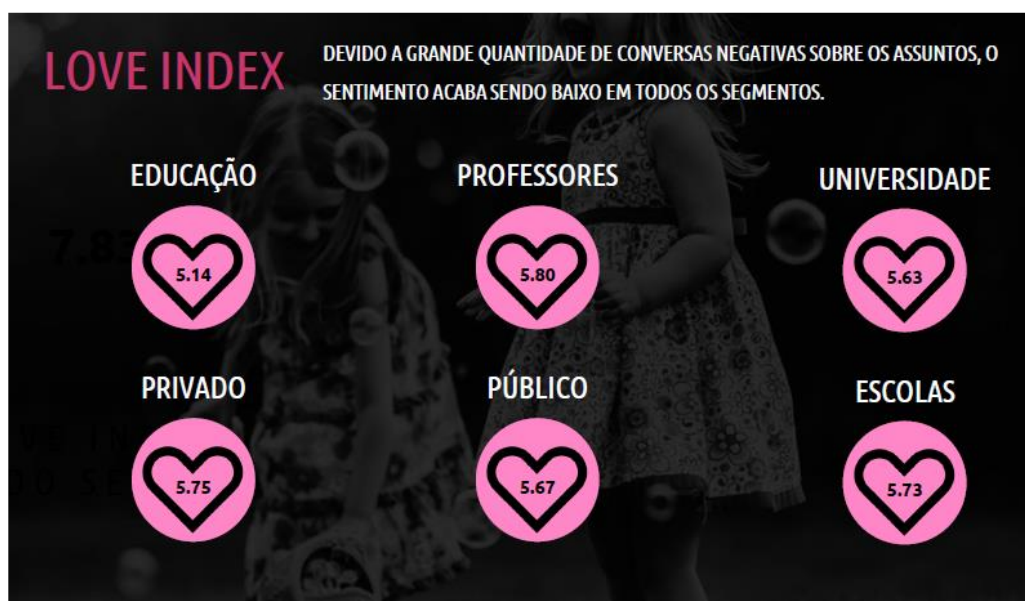 LOVE INDEX
DEVIDO A GRANDE QUANTIDADE DE CONVERSAS NEGATIVAS SOBRE OS ASSUNTOS, O
SENTIMENTO ACABA SENDO BAIXO EM TODOS OS SEGMENTOS.
EDUCAÇÃO
PROFESSORES
UNIVERSIDADE
5.14
5.80
5.63
PRIVADO
PÚBLICO
ESCOLAS
5.75
5.67
5.73